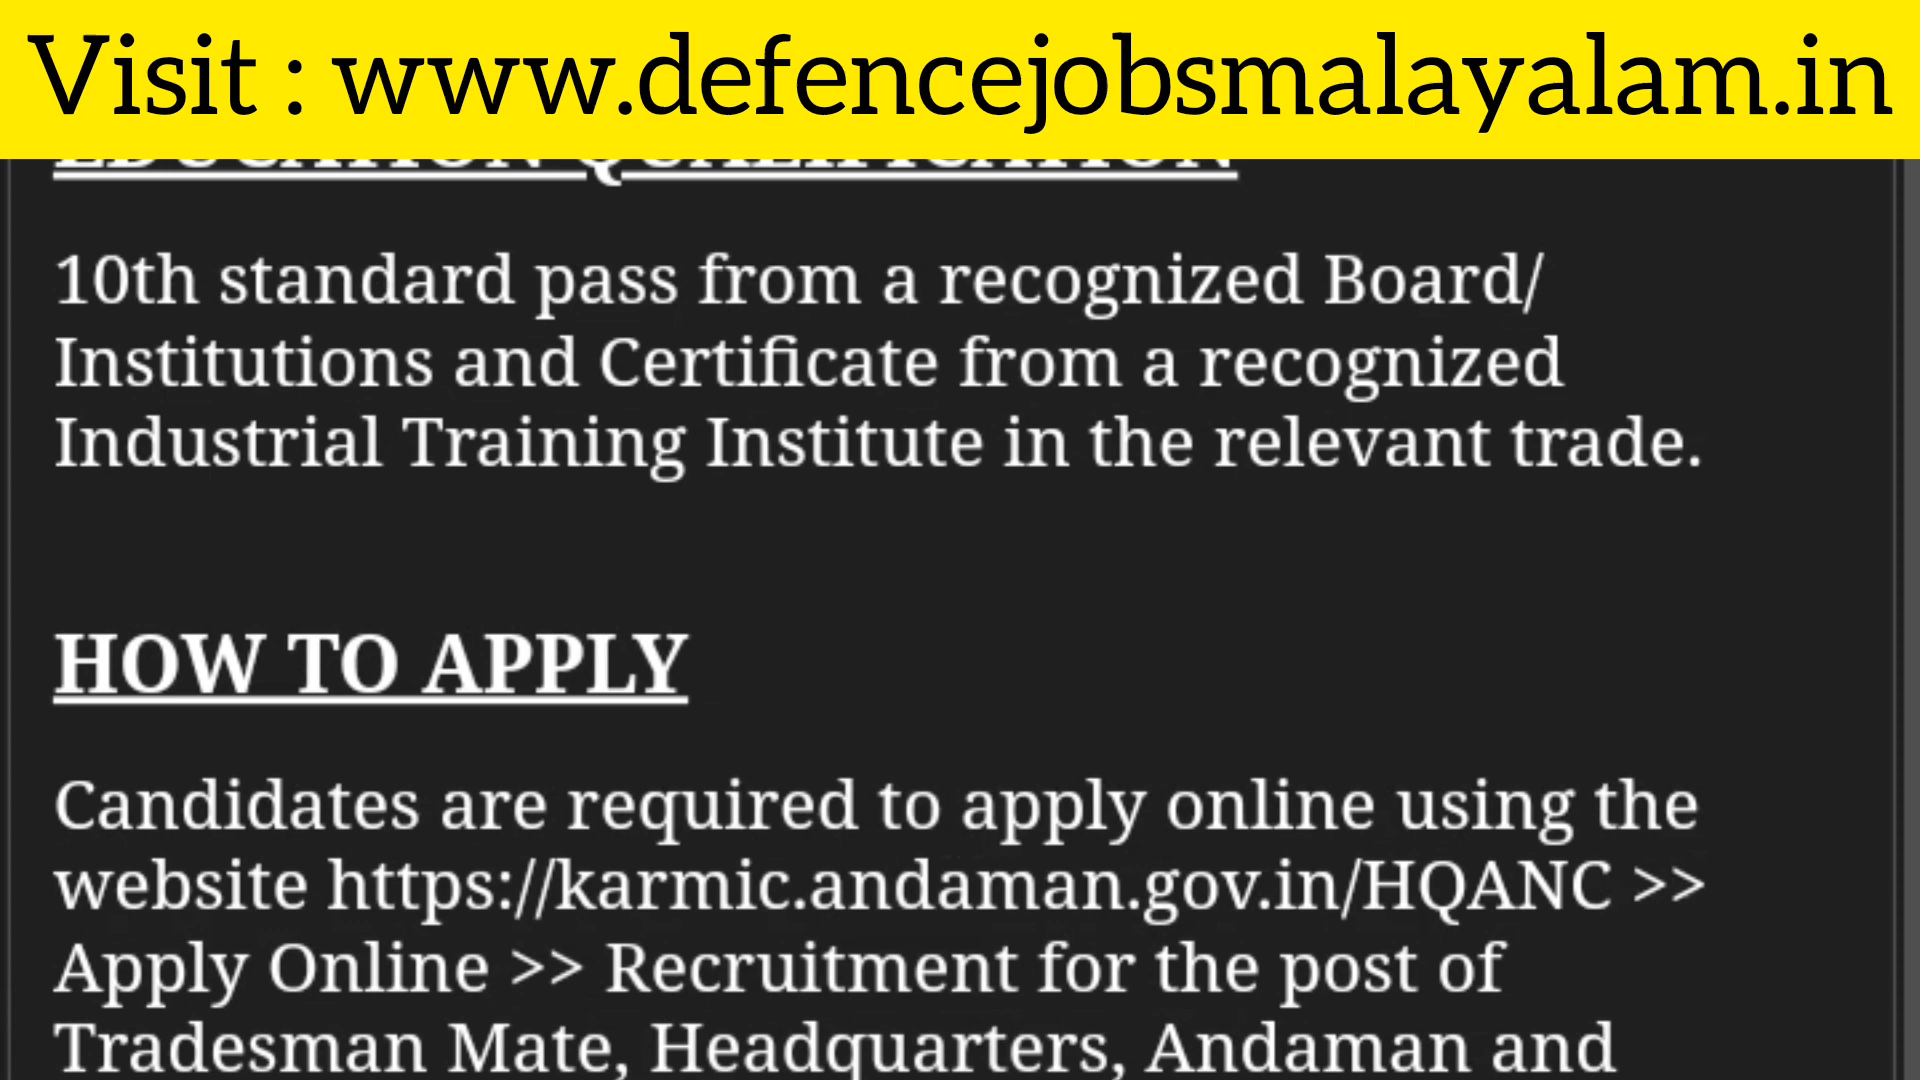 Visit : www.defencejobsmalayalam.in
EDUCATION QUALIFICATION
10th standard pass from a recognized Board/
Institutions and Certificate from a recognized
Industrial Training Institute in the relevant trade.
HOW TO APPLY
Candidates are required to apply online using the
website https://karmic.andaman.gov.in/HQANC >>
Apply Online >> Recruitment for the post of
Tradesman Mate, Headquarters, Andaman and